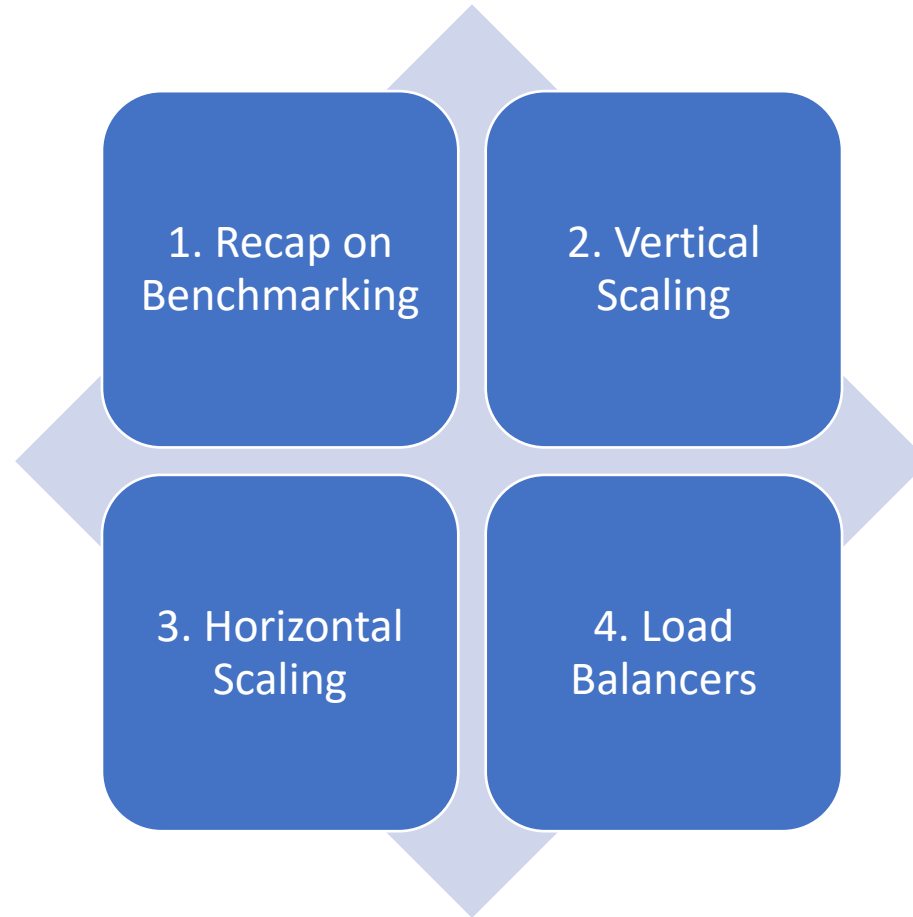 1. Recap on
Benchmarking
2. Vertical
Scaling
3. Horizontal
Scaling
4. Load
Balancers